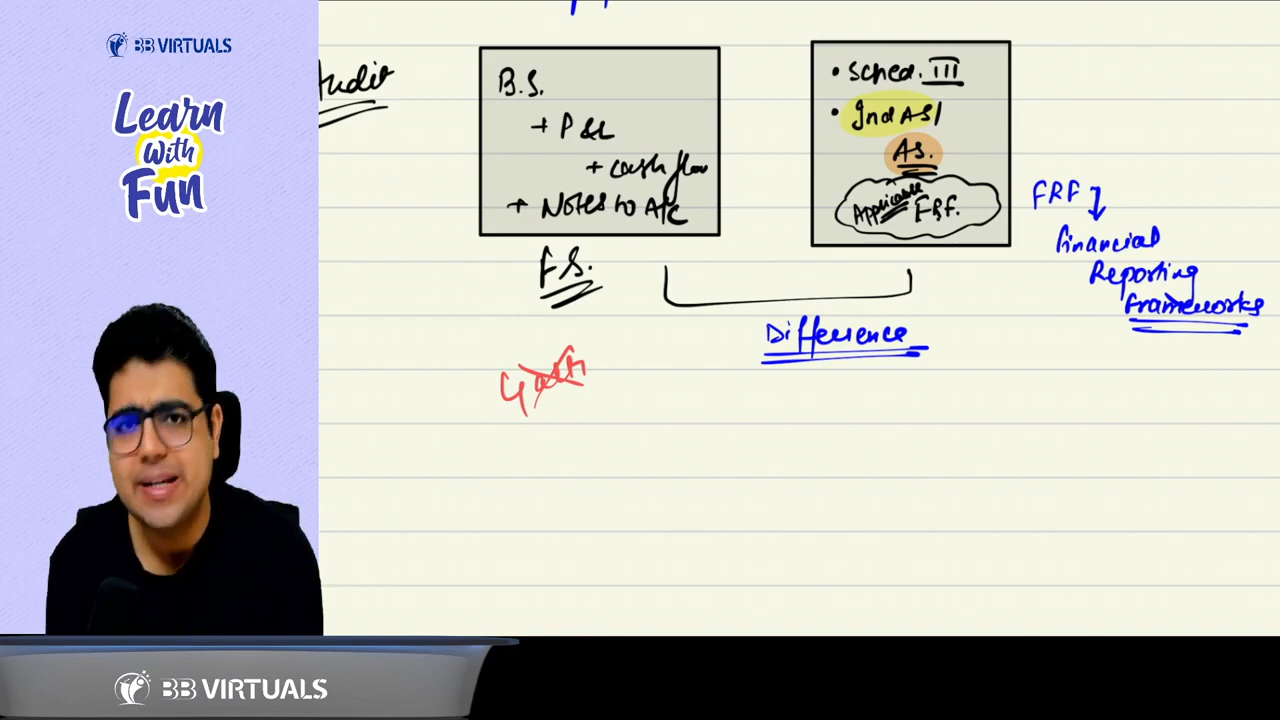 BB VIRTUALS
Learn
With
Fun
Audit
B.S.
+ P&L
+ cash flow
+ Notes to A/C
F.S.
• Sched. III
• Ind AS/
AS.
Applicable FRF.
FRF
Financial
Reporting
Frameworks
Difference
BB VIRTUALS